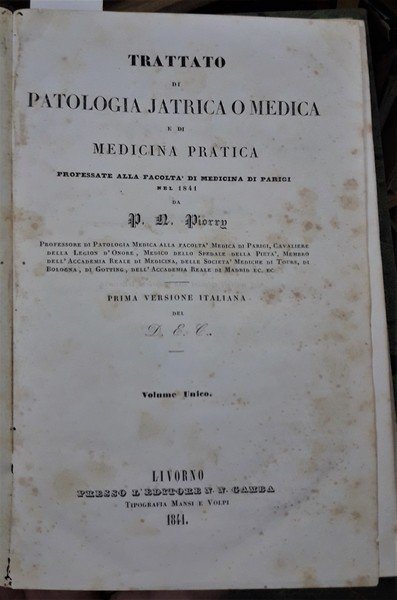 TRATTATO
DI
PATOLOGIA JATRICA O MEDICA
E DI
MEDICINA PRATICA
PROFESSATE ALLA FACOLTA' DI MEDICINA DI PARIGI
NEL 1841
DA
P. N. Piorry
PROFESSORE DI PATOLOGIA MEDICA ALLA FACOLTA' MEDICA DI PARIGI, CAVALIERE
DELLA LEGION D'ONORE, MEDICO DELLO SPEDALE DELLA PIETA', MEMBRO
DELL'ACCADEMIA REALE DI MEDICINA, DELLE SOCIETA' MEDICHE DI TOURS, DI
BOLOGNA, DI GOTTING, DELL'ACCADEMIA REALE DI MADRID EC. EC.
PRIMA VERSIONE ITALIANA
DEL
D. E. C.
Volume Unico.
LIVORNO
PRESSO L'EDITORE N. N. GAMBA
TIPOGRAFIA MANSI E VOLPI
1841.